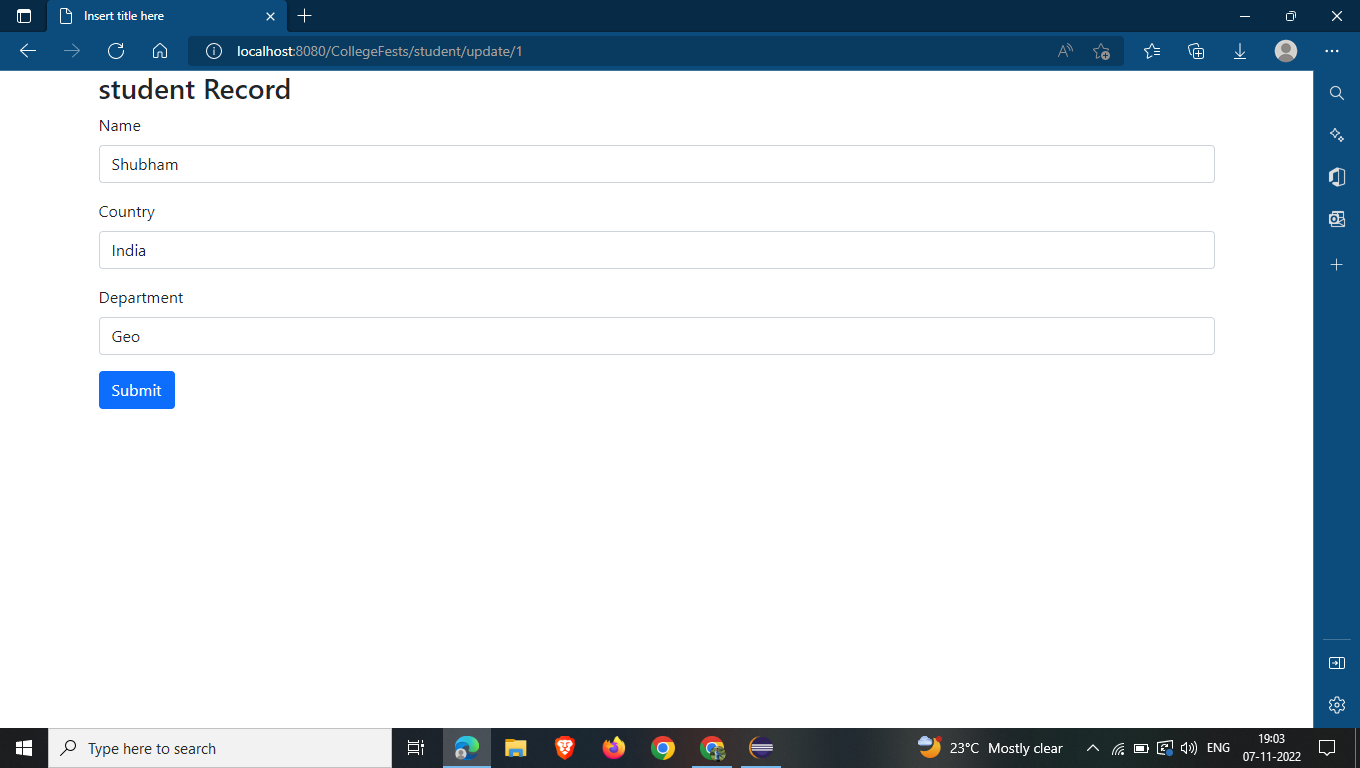 Insert title here
localhost:8080/CollegeFests/student/update/1
student Record
Name
Shubham
Country
India
Department
Geo
Submit
Type here to search
23°C Mostly clear
ENG
19:03
07-11-2022